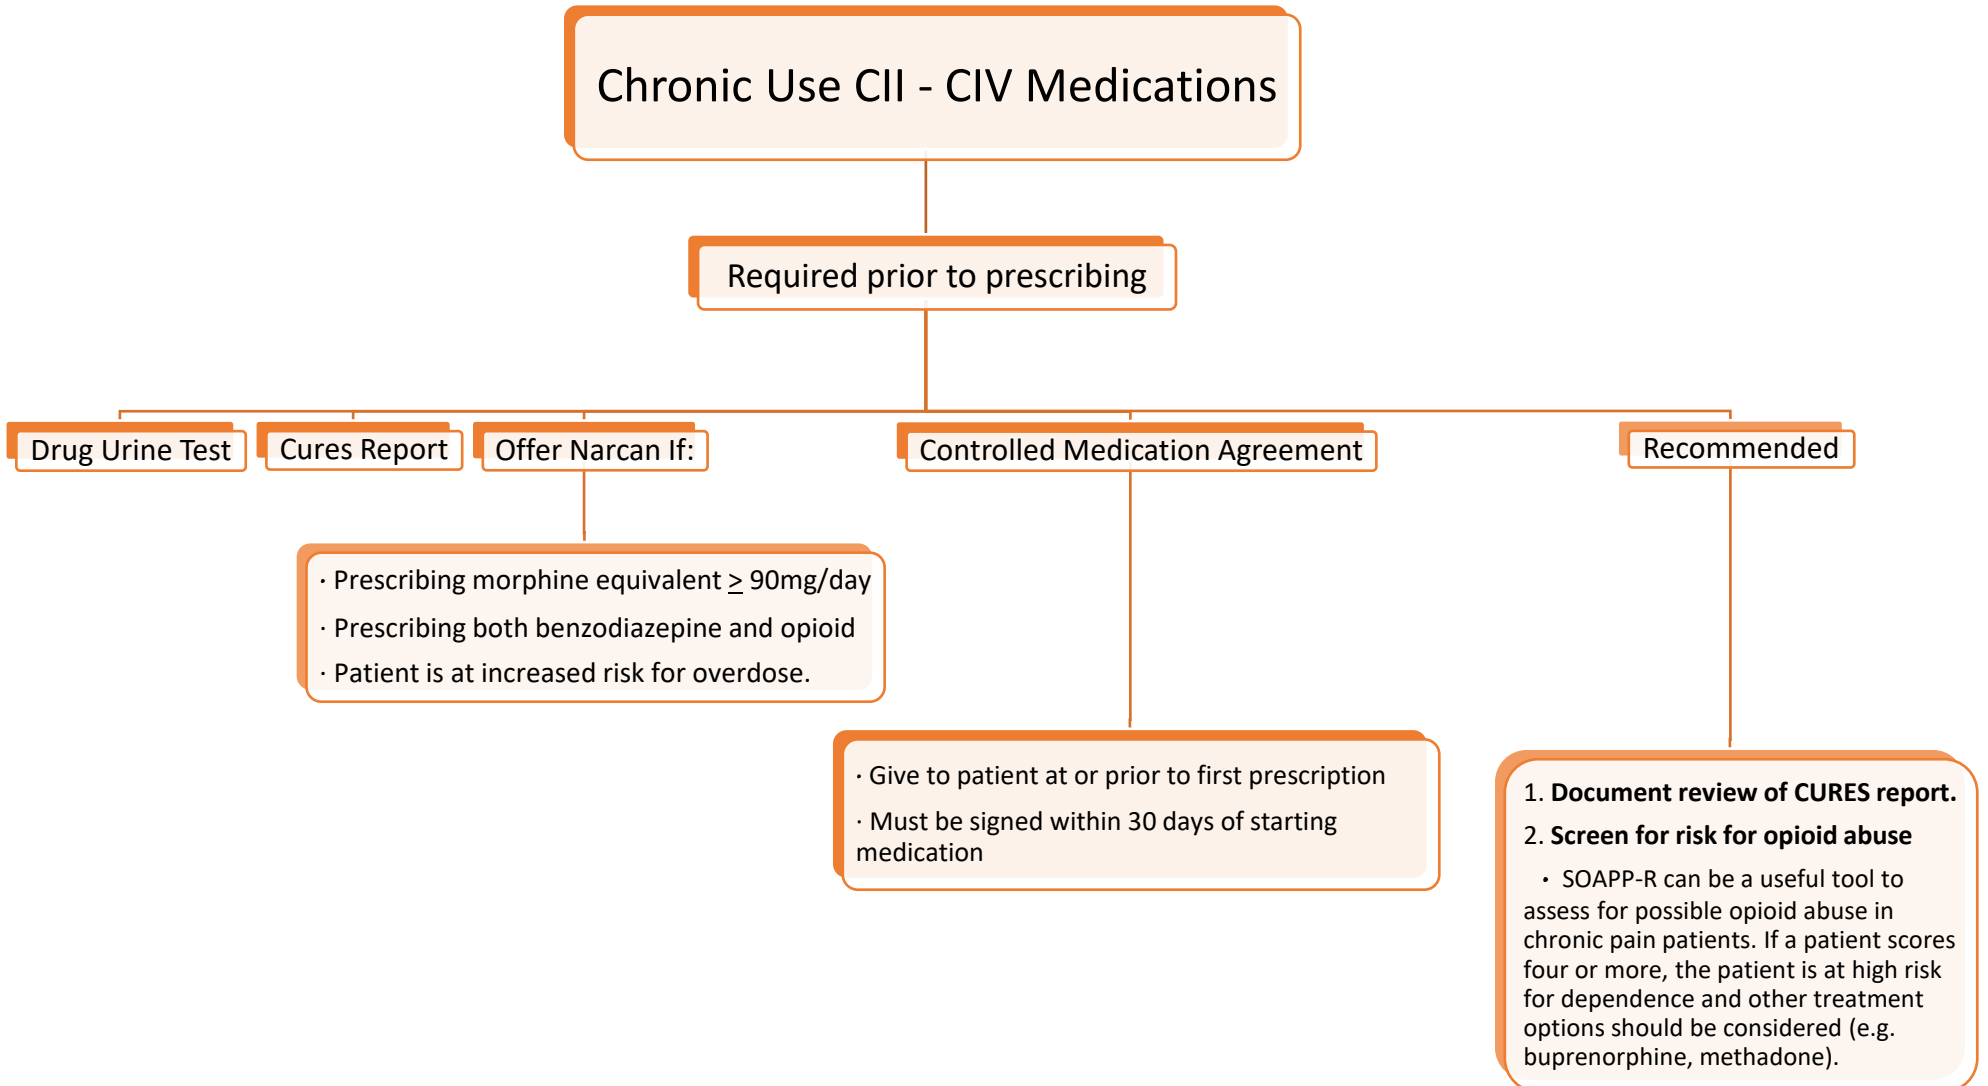 Chronic Use CII - CIV Medications
Required prior to prescribing
Drug Urine Test
Cures Report
Offer Narcan If:
Controlled Medication Agreement
Recommended
· Prescribing morphine equivalent ≥ 90mg/day
· Prescribing both benzodiazepine and opioid
· Patient is at increased risk for overdose.
· Give to patient at or prior to first prescription
· Must be signed within 30 days of starting
medication
1. Document review of CURES report.
2. Screen for risk for opioid abuse
· SOAPP-R can be a useful tool to
assess for possible opioid abuse in
chronic pain patients. If a patient scores
four or more, the patient is at high risk
for dependence and other treatment
options should be considered (e.g.
buprenorphine, methadone).